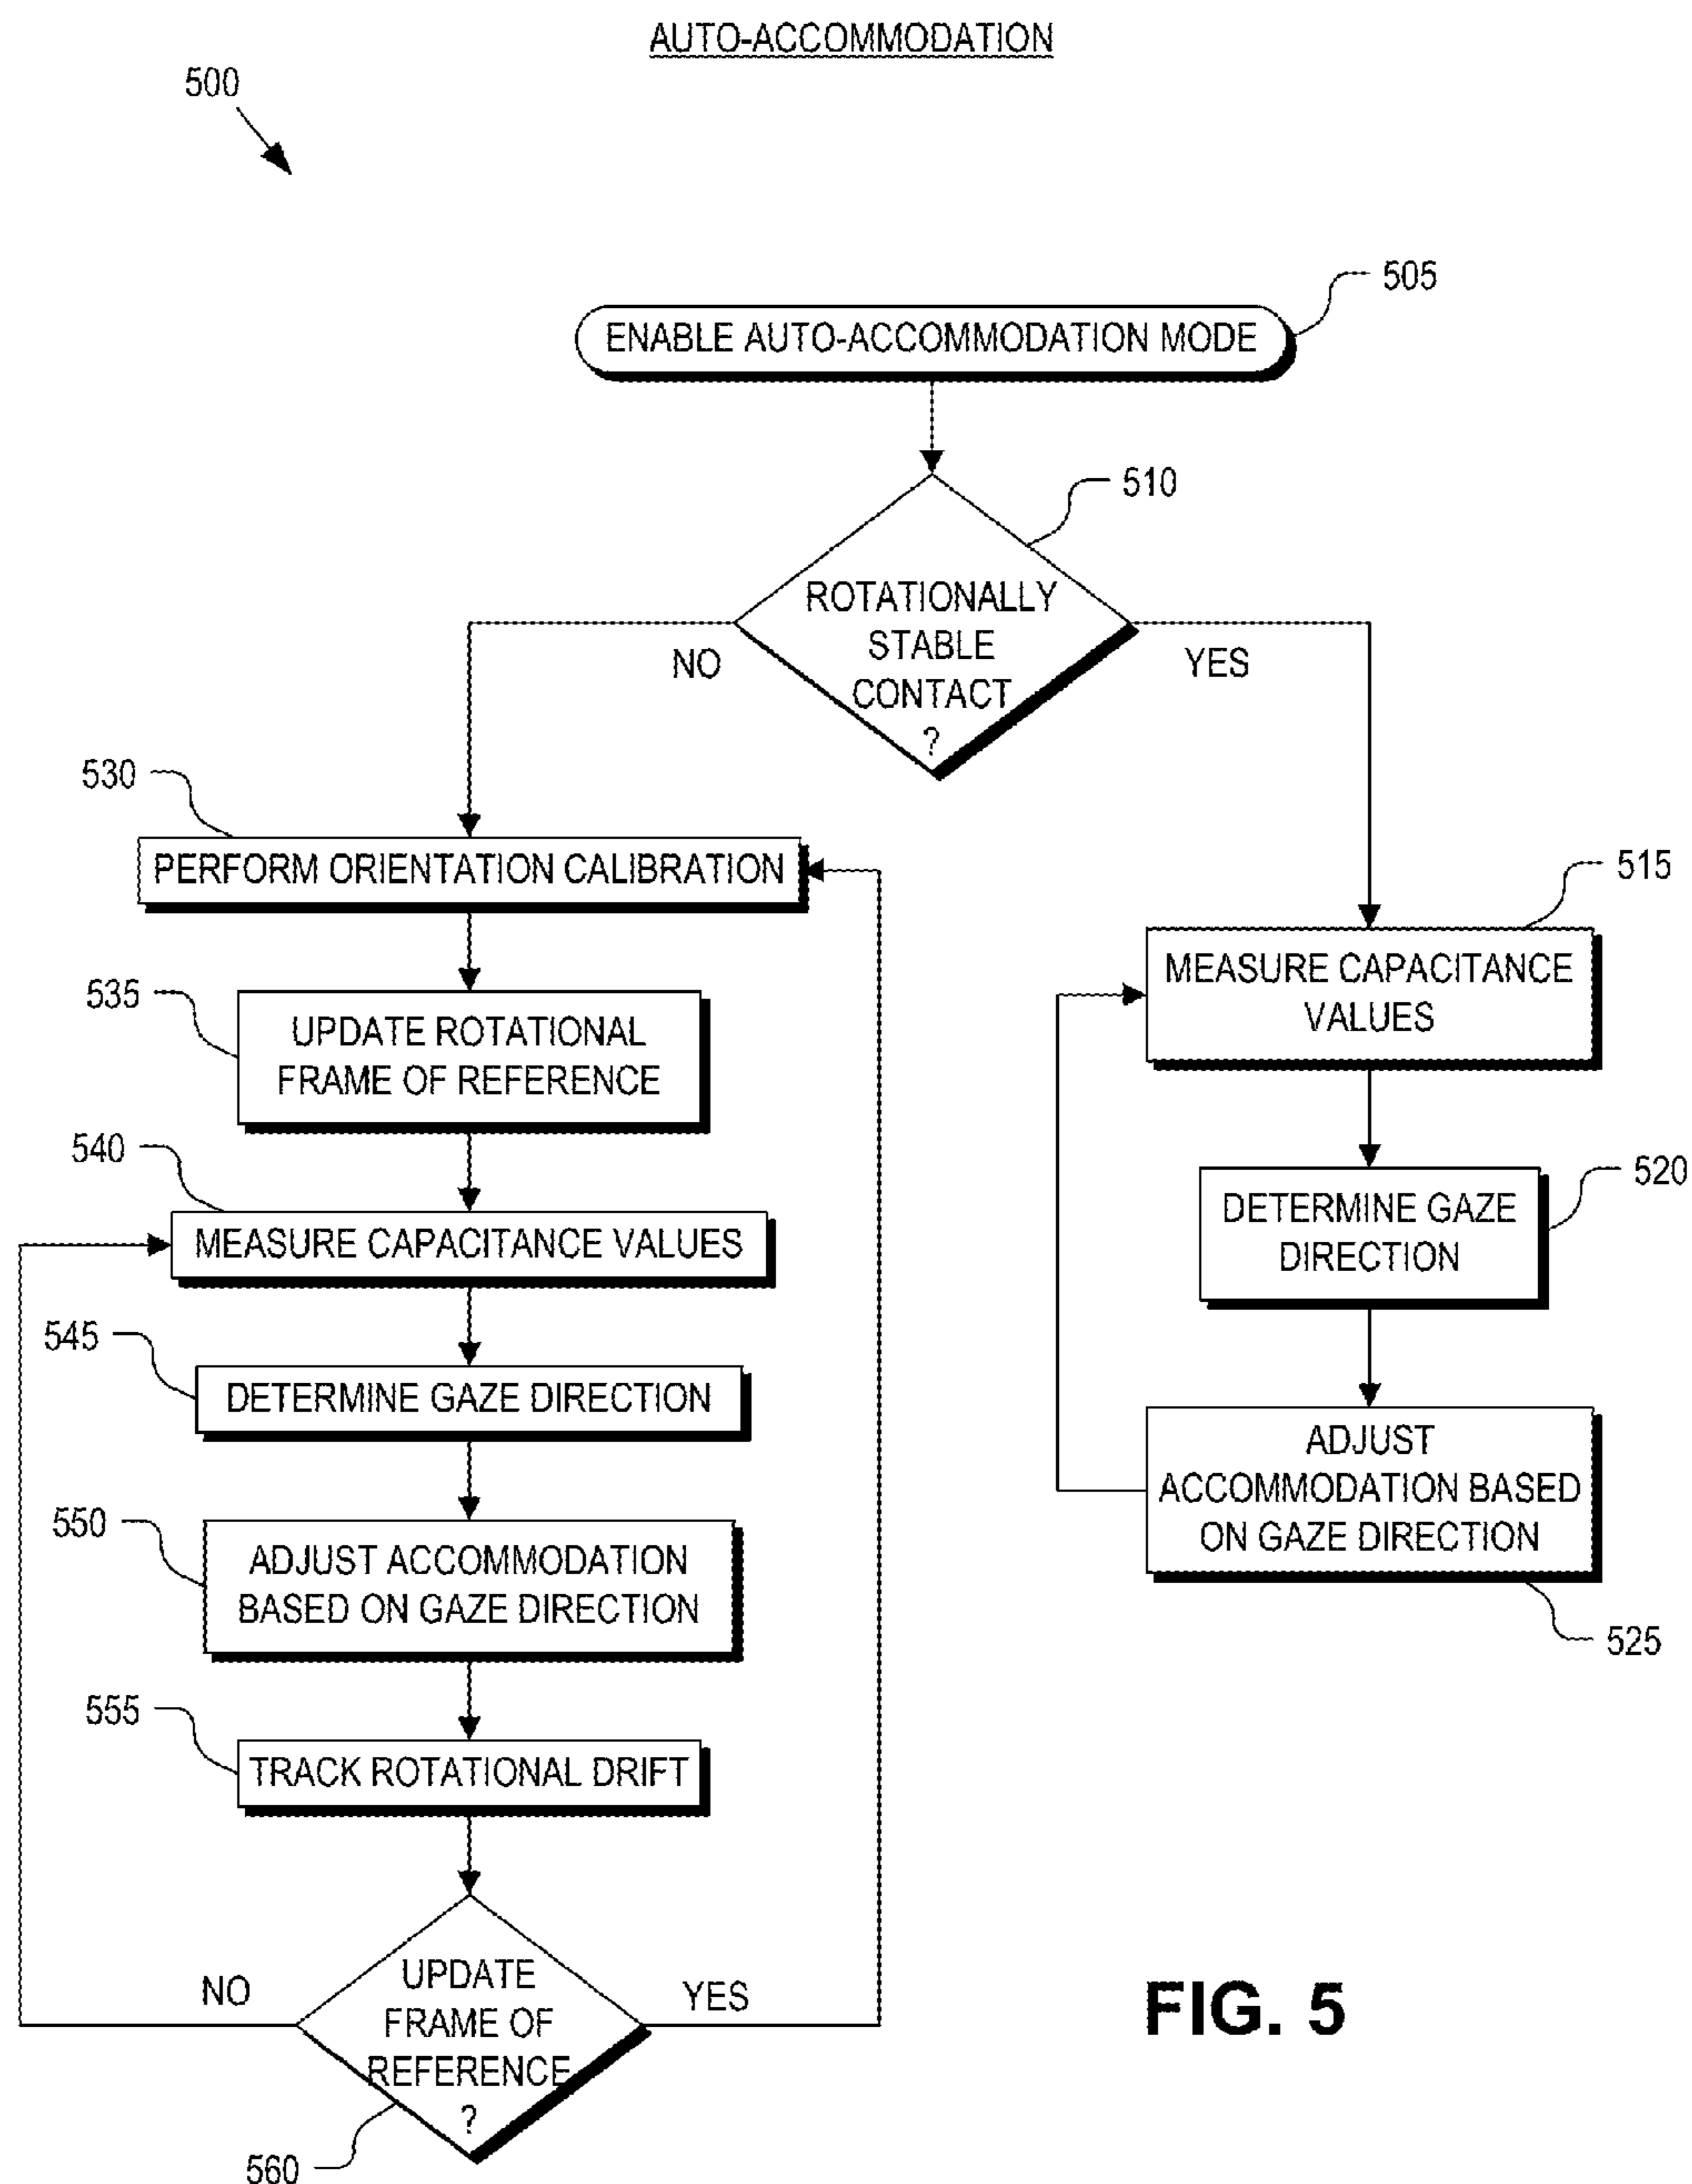 AUTO-ACCOMMODATION
500
505
ENABLE AUTO-ACCOMMODATION MODE
510
ROTATIONALLY
STABLE
CONTACT
?
NO
YES
530
PERFORM ORIENTATION CALIBRATION
535
UPDATE ROTATIONAL
FRAME OF REFERENCE
540
MEASURE CAPACITANCE VALUES
545
DETERMINE GAZE DIRECTION
550
ADJUST ACCOMMODATION
BASED ON GAZE DIRECTION
555
TRACK ROTATIONAL DRIFT
NO
UPDATE
FRAME OF
REFERENCE
?
YES
560
515
MEASURE CAPACITANCE
VALUES
520
DETERMINE GAZE
DIRECTION
ADJUST
ACCOMMODATION BASED
ON GAZE DIRECTION
525
FIG. 5